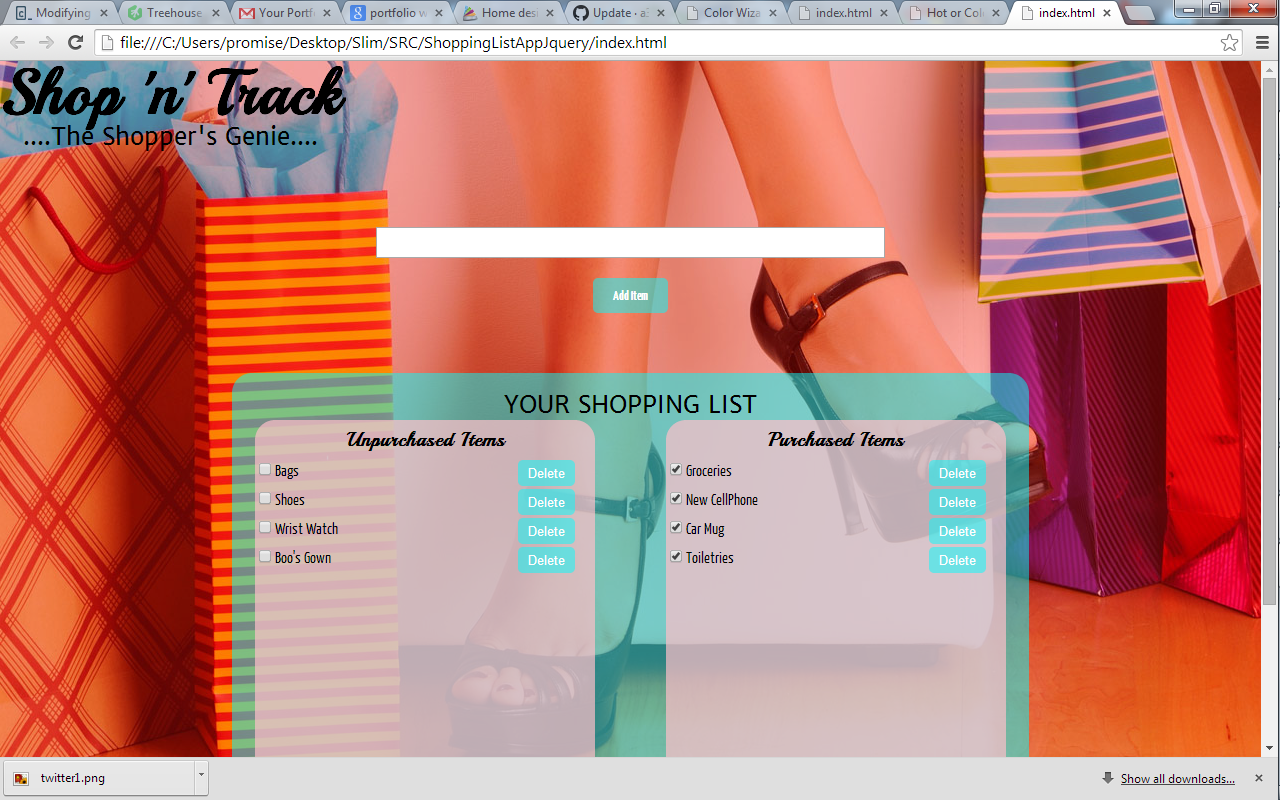 Modifying
Treehouse
Your Portf
portfolio w
Home desi
Update · a
Color Wiza
index.html
Hot or Col
index.html
file:///C:/Users/promise/Desktop/Slim/SRC/ShoppingListAppJquery/index.html
Shop 'n' Track
....The Shopper's Genie....
Add Item
YOUR SHOPPING LIST
Unpurchased Items
Bags Delete
Shoes Delete
Wrist Watch Delete
Boo's Gown Delete
Purchased Items
Groceries Delete
New CellPhone Delete
Car Mug Delete
Toiletries Delete
twitter1.png
Show all downloads...